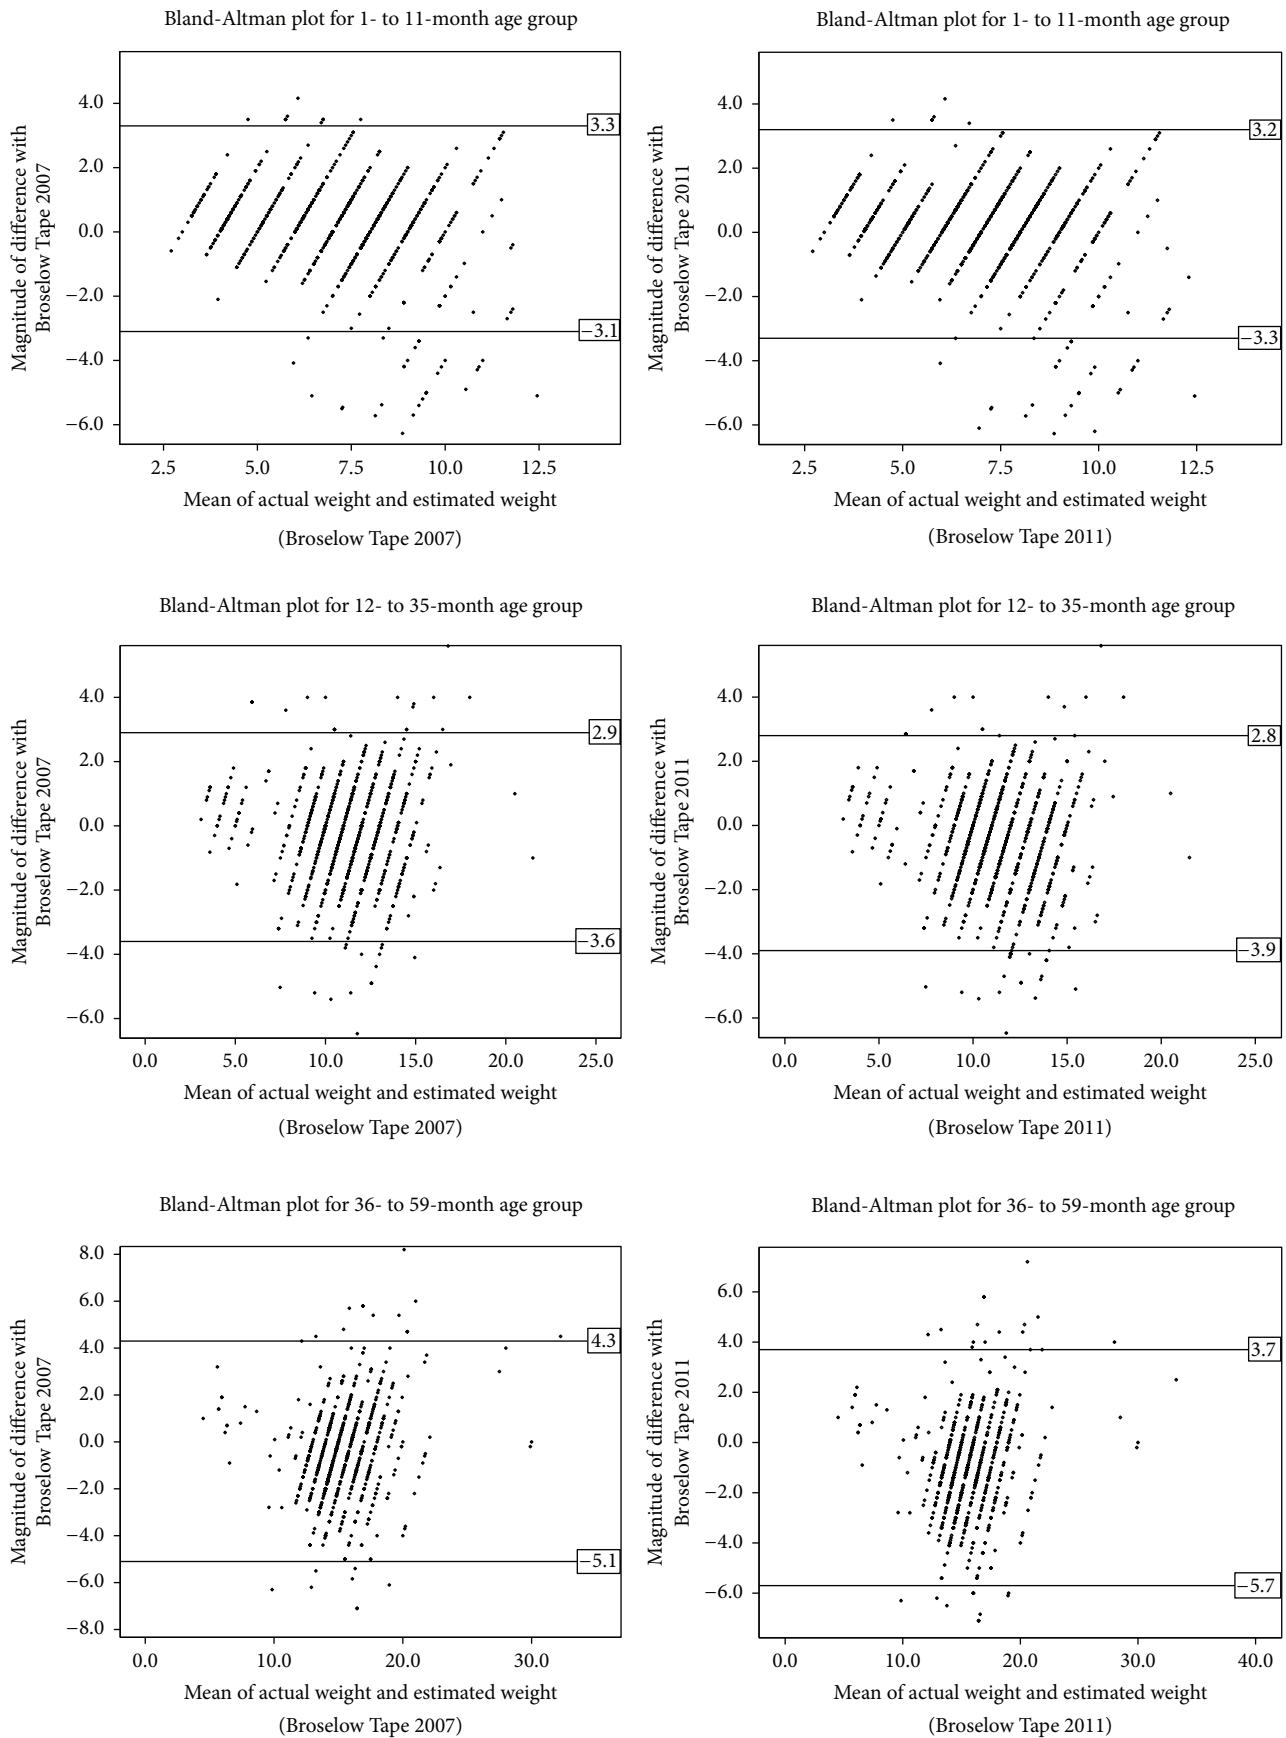 Bland-Altman plot for 1- to 11-month age group
Magnitude of difference with
Broselow Tape 2007
4.0
2.0
0.0
−2.0
−4.0
−6.0
3.3
−3.1
2.5 5.0 7.5 10.0 12.5
Mean of actual weight and estimated weight
(Broselow Tape 2007)
Bland-Altman plot for 1- to 11-month age group
Magnitude of difference with
Broselow Tape 2011
4.0
2.0
0.0
−2.0
−4.0
−6.0
3.2
−3.3
2.5 5.0 7.5 10.0 12.5
Mean of actual weight and estimated weight
(Broselow Tape 2011)
Bland-Altman plot for 12- to 35-month age group
Magnitude of difference with
Broselow Tape 2007
4.0
2.0
0.0
−2.0
−4.0
−6.0
2.9
−3.6
0.0 5.0 10.0 15.0 20.0 25.0
Mean of actual weight and estimated weight
(Broselow Tape 2007)
Bland-Altman plot for 12- to 35-month age group
Magnitude of difference with
Broselow Tape 2011
4.0
2.0
0.0
−2.0
−4.0
−6.0
2.8
−3.9
0.0 5.0 10.0 15.0 20.0 25.0
Mean of actual weight and estimated weight
(Broselow Tape 2011)
Bland-Altman plot for 36- to 59-month age group
Magnitude of difference with
Broselow Tape 2007
8.0
6.0
4.0
2.0
0.0
−2.0
−4.0
−6.0
−8.0
4.3
−5.1
0.0 10.0 20.0 30.0
Mean of actual weight and estimated weight
(Broselow Tape 2007)
Bland-Altman plot for 36- to 59-month age group
Magnitude of difference with
Broselow Tape 2011
6.0
4.0
2.0
0.0
−2.0
−4.0
−6.0
3.7
−5.7
0.0 10.0 20.0 30.0 40.0
Mean of actual weight and estimated weight
(Broselow Tape 2011)